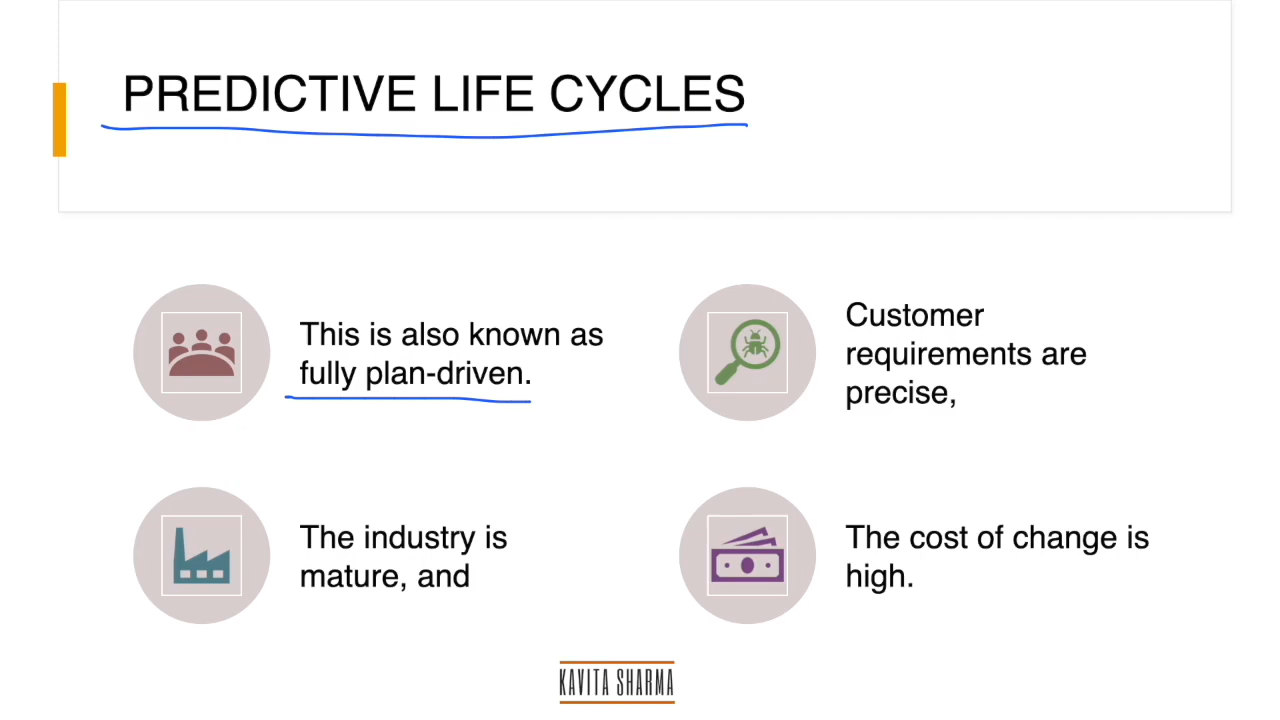 PREDICTIVE LIFE CYCLES
This is also known as
fully plan-driven.
Customer
requirements are
precise,
The industry is
mature, and
The cost of change is
high.
KAVITA SHARMA